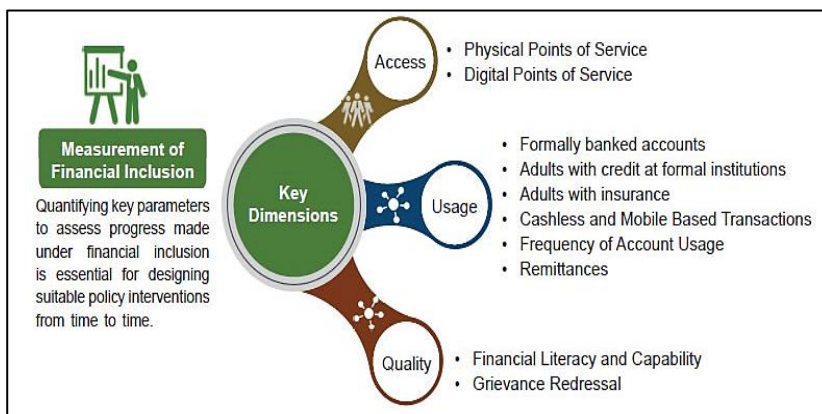 Measurement of
Financial Inclusion
Quantifying key parameters
to assess progress made
under financial inclusion
is essential for designing
suitable policy interventions
from time to time.
Key
Dimensions
Access
• Physical Points of Service
• Digital Points of Service
Usage
• Formally banked accounts
• Adults with credit at formal institutions
• Adults with insurance
• Cashless and Mobile Based Transactions
• Frequency of Account Usage
• Remittances
Quality
• Financial Literacy and Capability
• Grievance Redressal